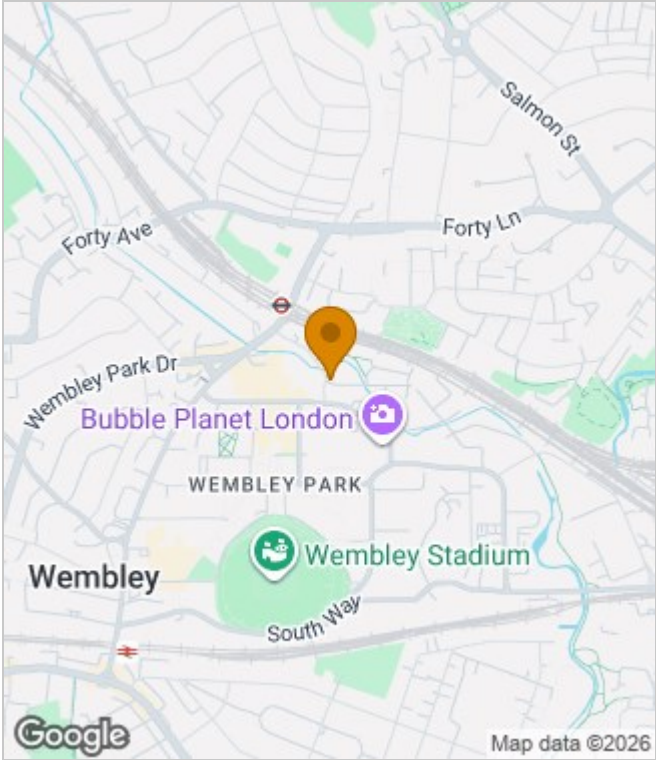 Salmon St
Forty Ave
Forty Ln
Wembley Park Dr
Bubble Planet London
WEMBLEY PARK
Wembley Stadium
Wembley
South Way
Google
Map data ©2026